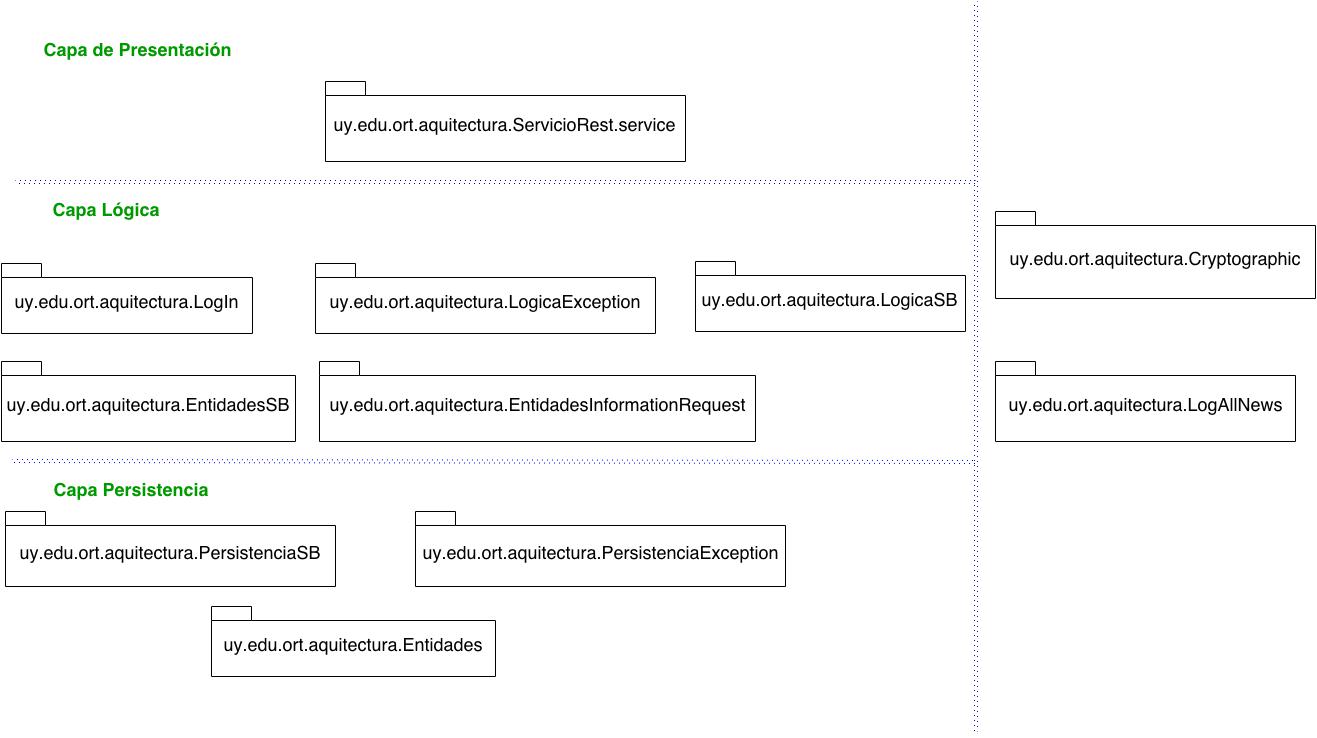 Capa de Presentación
uy.edu.ort.aquitectura.ServicioRest.service
Capa Lógica
uy.edu.ort.aquitectura.LogIn
uy.edu.ort.aquitectura.LogicaException
uy.edu.ort.aquitectura.LogicaSB
uy.edu.ort.aquitectura.Cryptographic
uy.edu.ort.aquitectura.EntidadesSB
uy.edu.ort.aquitectura.EntidadesInformationRequest
uy.edu.ort.aquitectura.LogAllNews
Capa Persistencia
uy.edu.ort.aquitectura.PersistenciaSB
uy.edu.ort.aquitectura.PersistenciaException
uy.edu.ort.aquitectura.Entidades